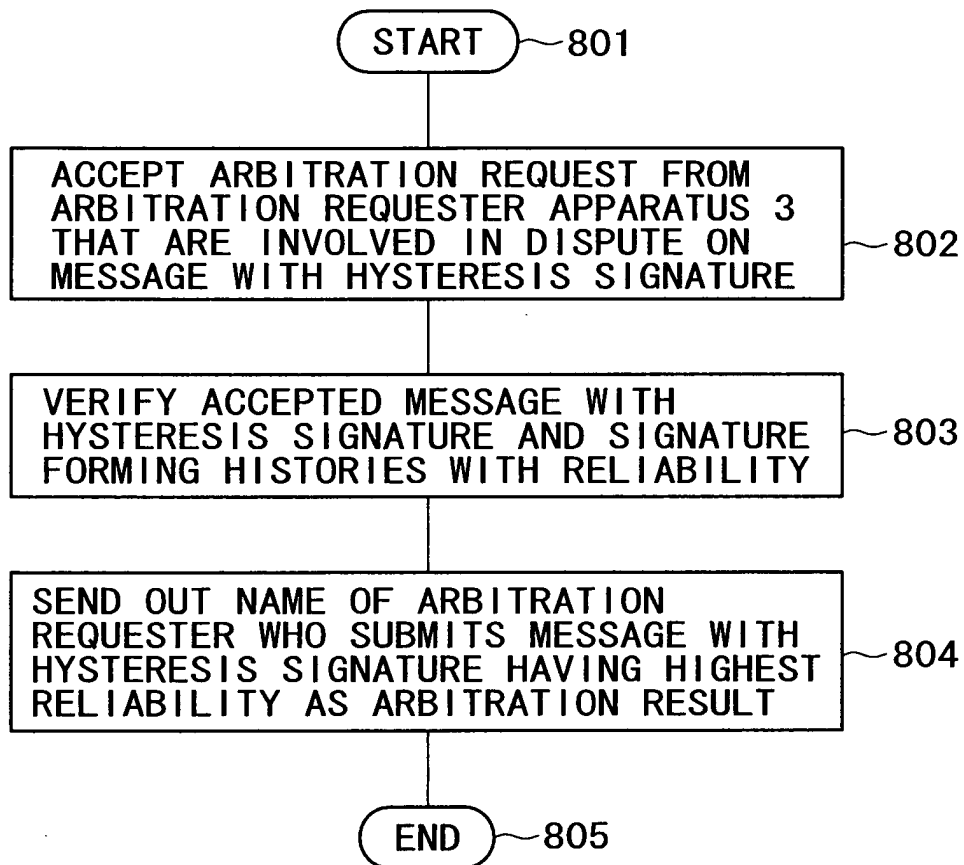 START
801
ACCEPT ARBITRATION REQUEST FROM
ARBITRATION REQUESTER APPARATUS 3
THAT ARE INVOLVED IN DISPUTE ON
MESSAGE WITH HYSTERESIS SIGNATURE
802
VERIFY ACCEPTED MESSAGE WITH
HYSTERESIS SIGNATURE AND SIGNATURE
FORMING HISTORIES WITH RELIABILITY
803
SEND OUT NAME OF ARBITRATION
REQUESTER WHO SUBMITS MESSAGE WITH
HYSTERESIS SIGNATURE HAVING HIGHEST
RELIABILITY AS ARBITRATION RESULT
804
END
805